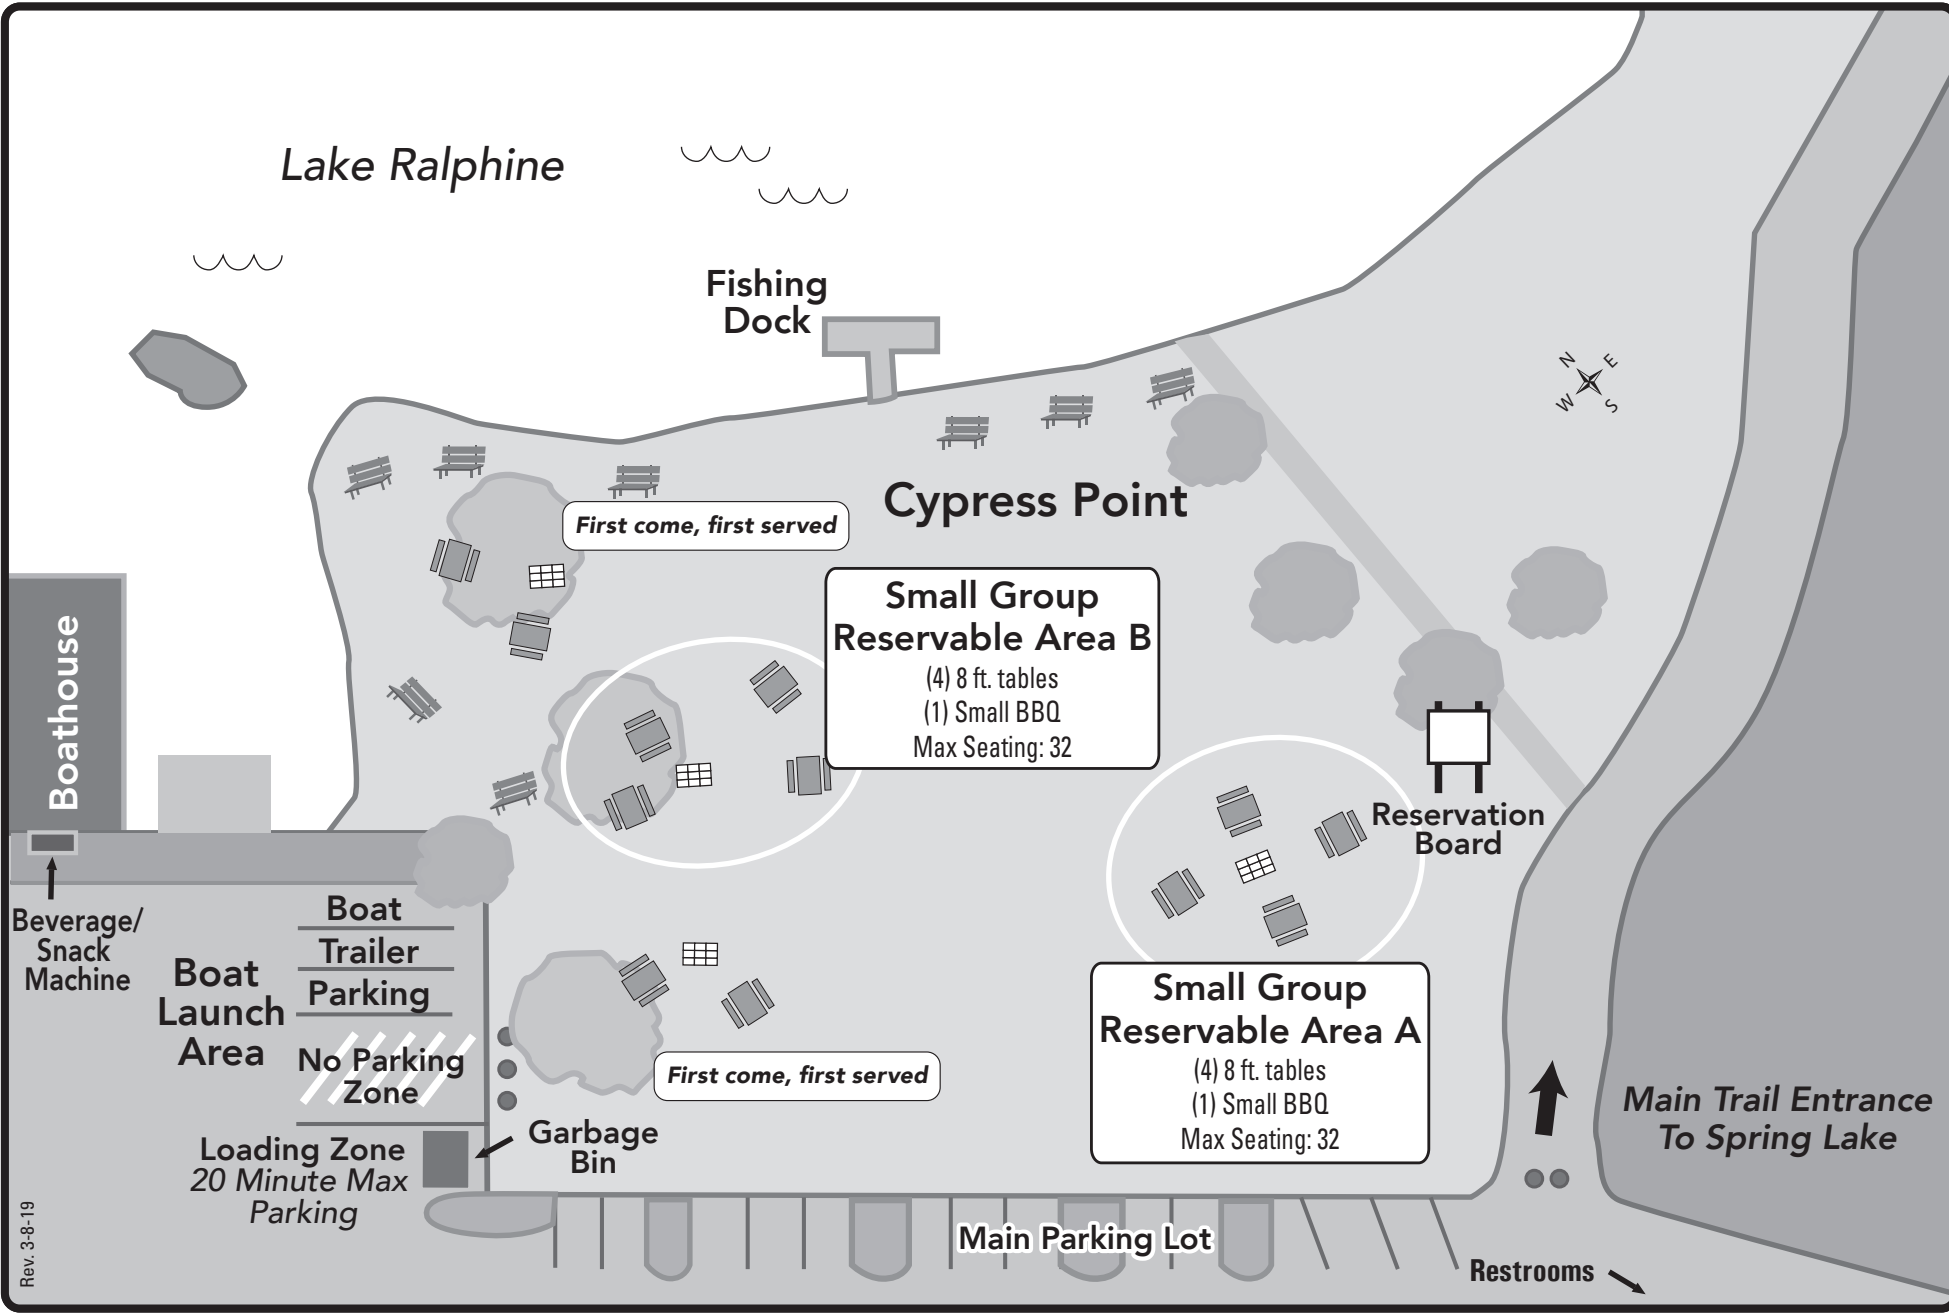 Lake Ralphine
Fishing
Dock
N
E
W
S
Cypress Point
First come, first served
Small Group
Reservable Area B
(4) 8 ft. tables
(1) Small BBQ
Max Seating: 32
Boathouse
Reservation
Board
Beverage/
Snack
Machine
Boat
Trailer
Parking
Boat
Launch
Area
No Parking
Zone
Small Group
Reservable Area A
(4) 8 ft. tables
(1) Small BBQ
Max Seating: 32
First come, first served
Main Trail Entrance
To Spring Lake
Garbage
Bin
Loading Zone
20 Minute Max
Parking
Main Parking Lot
Restrooms
Rev. 3-8-19